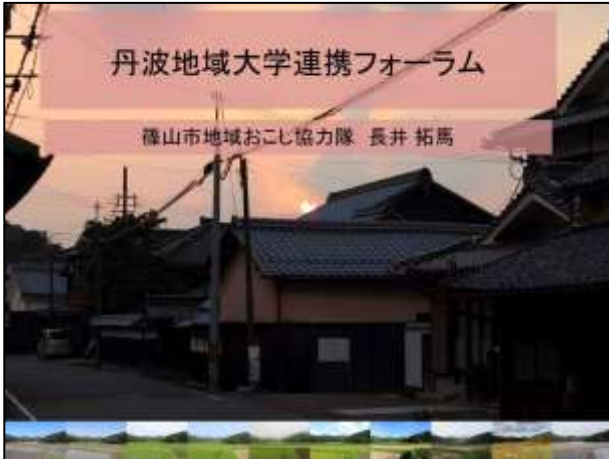 丹波地域大学連携フォーラム
篠山市地域おこし協力隊 長井 拓馬